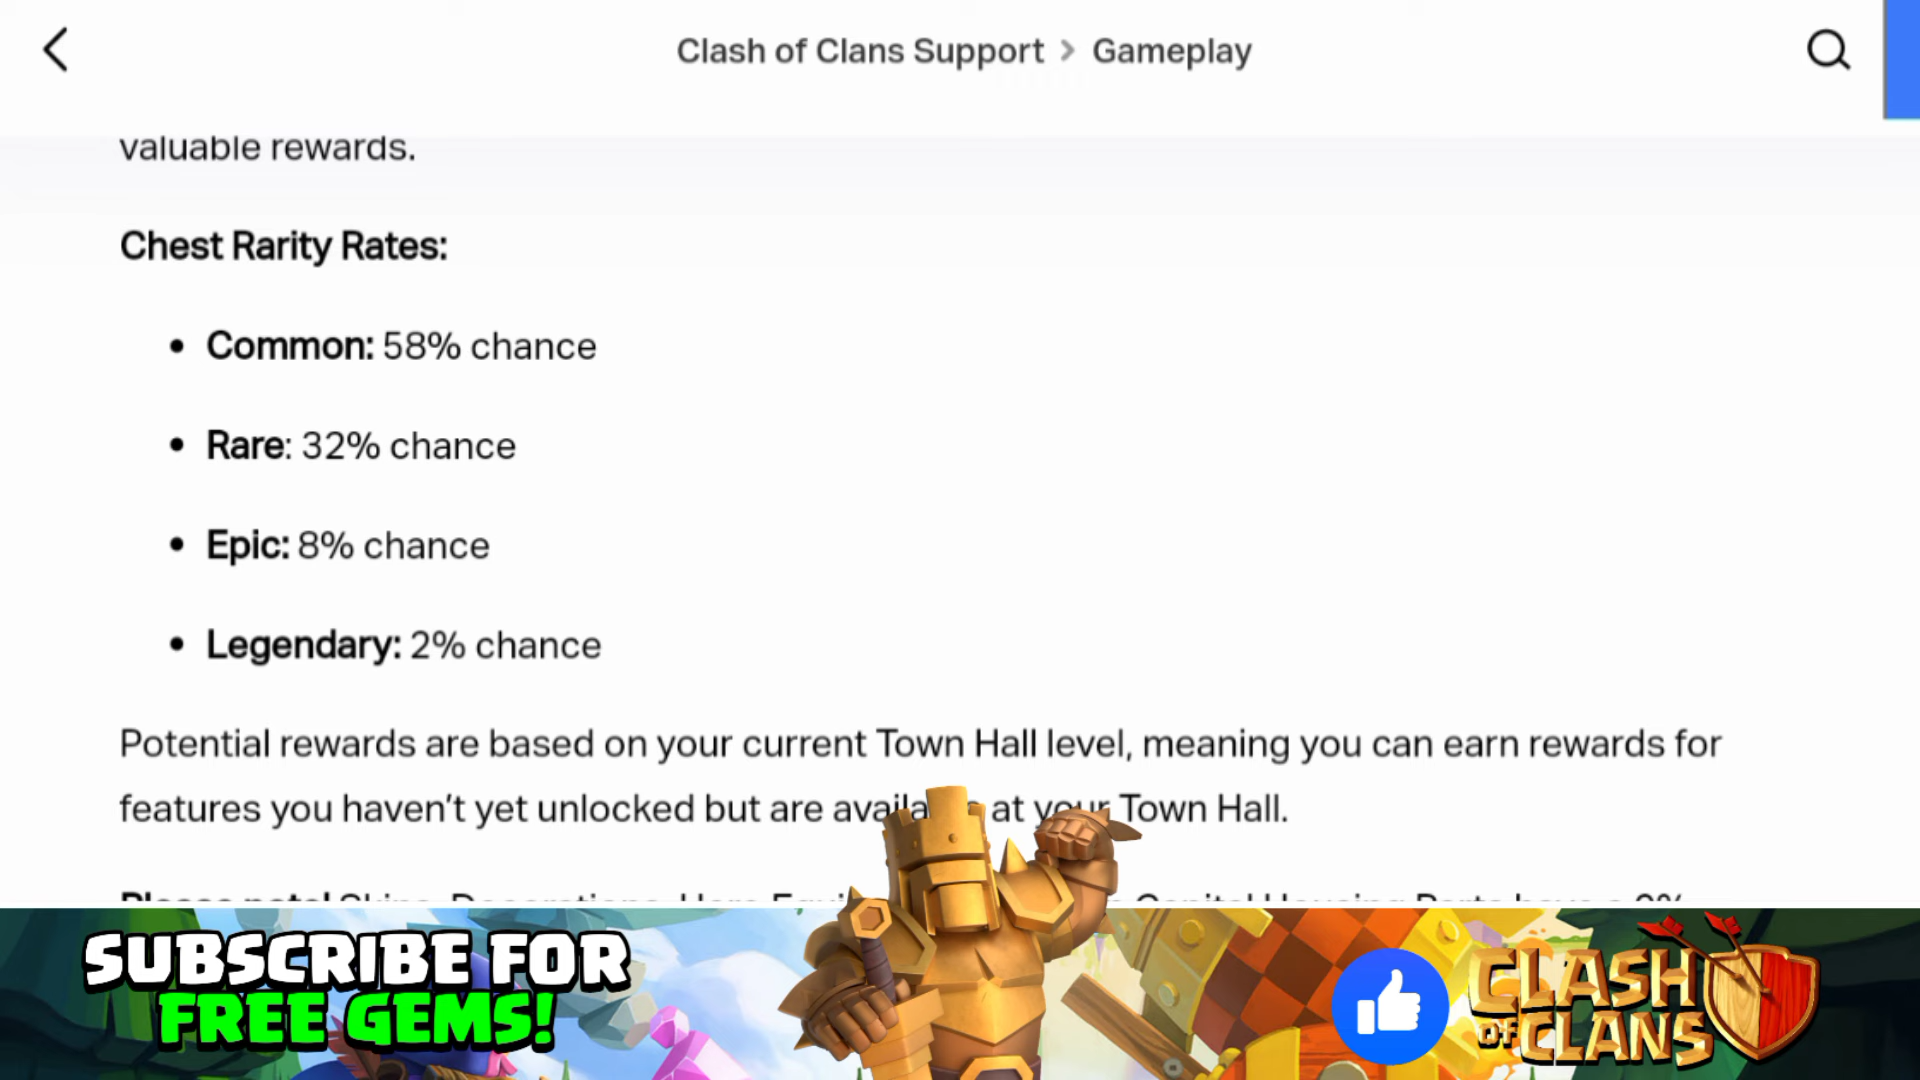 Clash of Clans Support > Gameplay
valuable rewards.
Chest Rarity Rates:
• Common: 58% chance
• Rare: 32% chance
• Epic: 8% chance
• Legendary: 2% chance
Potential rewards are based on your current Town Hall level, meaning you can earn rewards for
features you haven't yet unlocked but are at your Town Hall.
SUBSCRIBE FOR
FREE GEMS!
CLASH
OF CLANS